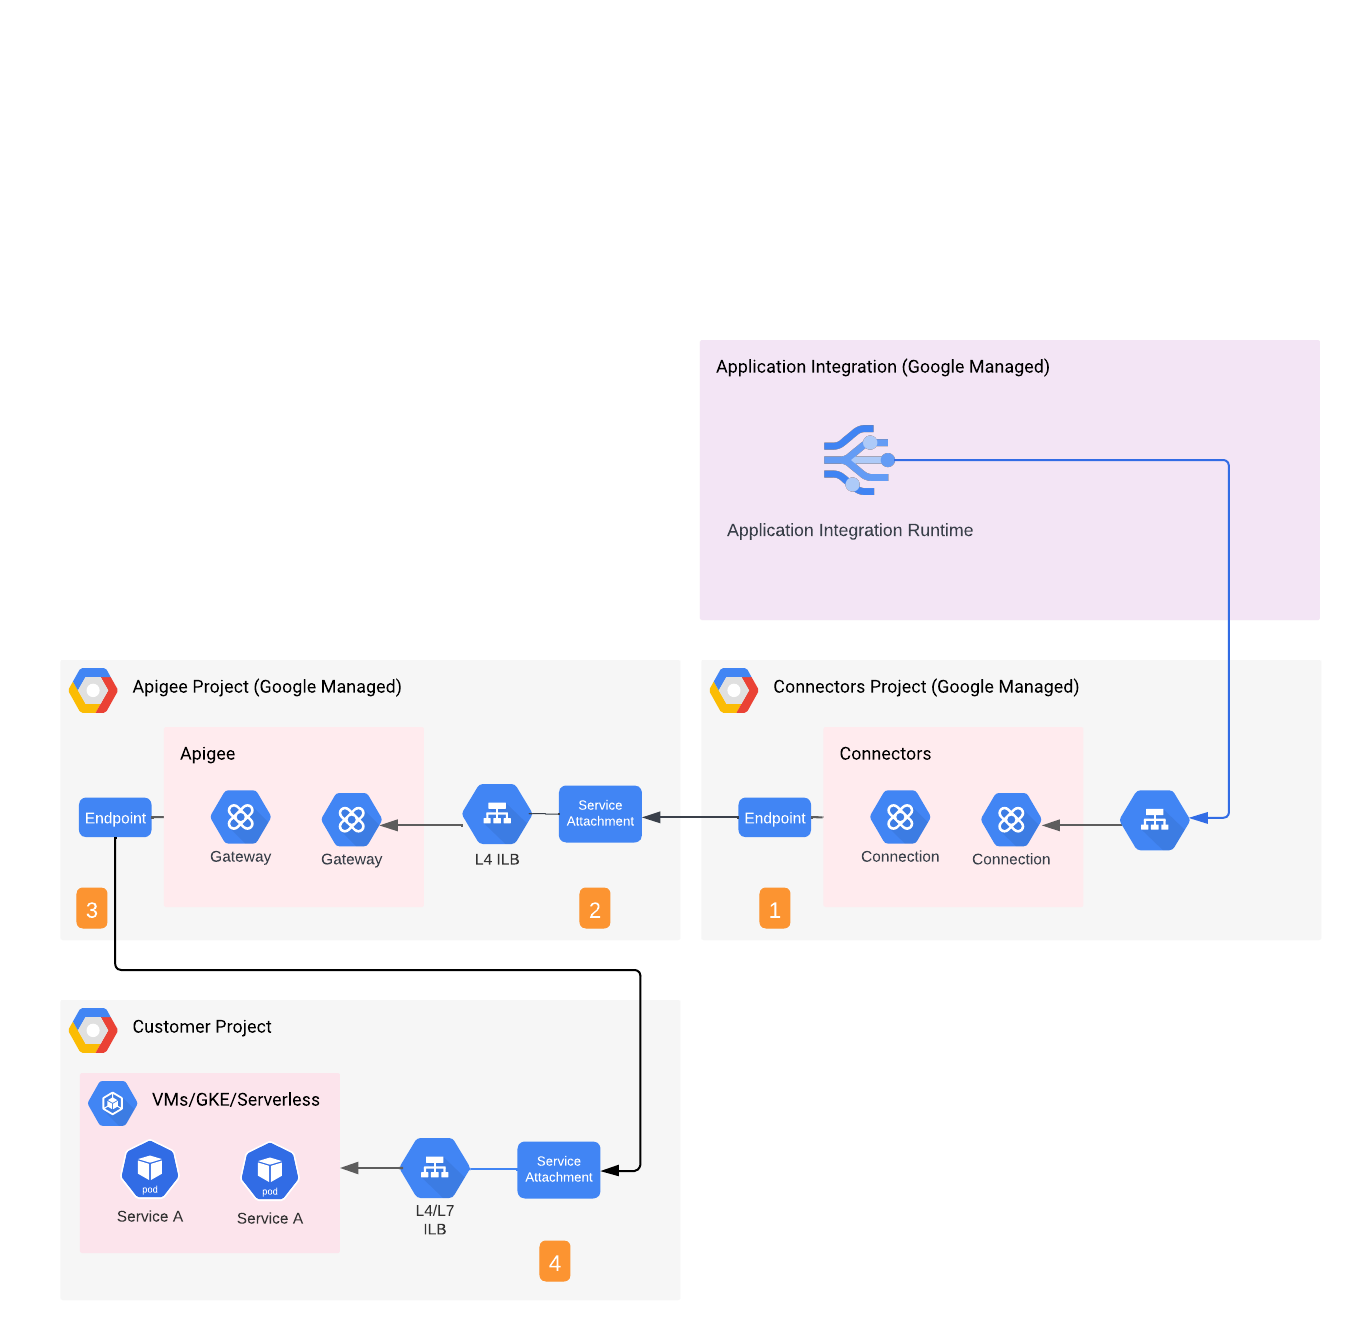 Application Integration (Google Managed)
Application Integration Runtime
Apigee Project (Google Managed)
Apigee
Endpoint
Gateway
Gateway
L4 ILB
Service
Attachment
3
2
Connectors Project (Google Managed)
Connectors
Endpoint
Connection
Connection
1
Customer Project
VMs/GKE/Serverless
pod
Service A
pod
Service A
L4/L7
ILB
Service
Attachment
4